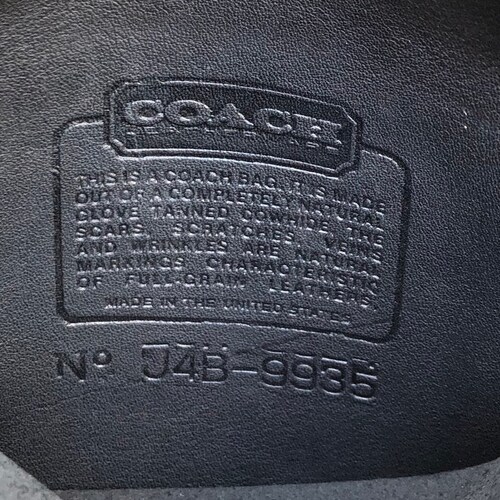 COACH
THIS IS A COACH BAG. IT IS MADE
OUT OF A COMPLETELY NATURAL
GLOVE TANNED COWHIDE. THE
SCARS, SCRATCHES, VEINS
AND WRINKLES ARE NATURAL
MARKINGS CHARACTERISTIC
OF FULL-GRAIN LEATHERS.
MADE IN THE UNITED STATES
No J4B-9935